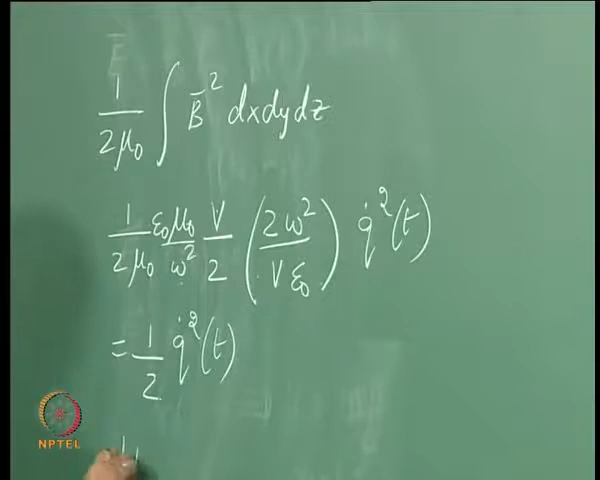 1/2μ₀ ∫ B̄² dxdydz
1/2μ₀ ε₀μ₀/ω² V/2 (2ω²/Vε₀) q̇²(t)
= 1/2 q̇²(t)
NPTEL